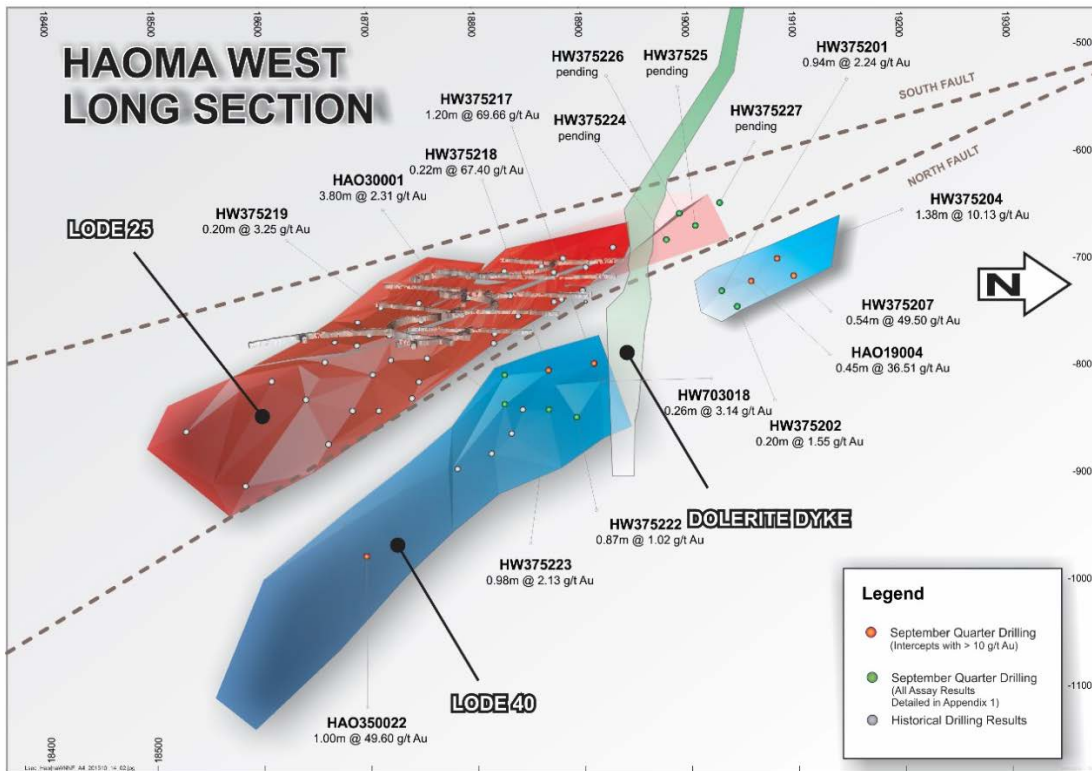 18400
18500
18600
18700
18800
18900
19000
19100
19200
19300
HAOMA WEST
LONG SECTION
-500
-600
-700
-800
-900
-1000
-1100
HW375226
pending
HW37525
pending
HW375201
0.94m @ 2.24 g/t Au
HW375217
1.20m @ 69.66 g/t Au
HW375224
pending
HW375227
pending
SOUTH FAULT
NORTH FAULT
HW375218
0.22m @ 67.40 g/t Au
HAO30001
3.80m @ 2.31 g/t Au
HW375219
0.20m @ 3.25 g/t Au
HW375204
1.38m @ 10.13 g/t Au
LODE 25
N
HW375207
0.54m @ 49.50 g/t Au
HAO19004
0.45m @ 36.51 g/t Au
HW703018
0.26m @ 3.14 g/t Au
HW375202
0.20m @ 1.55 g/t Au
DOLERITE DYKE
HW375222
0.87m @ 1.02 g/t Au
HW375223
0.98m @ 2.13 g/t Au
LODE 40
HAO350022
1.00m @ 49.60 g/t Au
Legend
September Quarter Drilling
(Intercepts with > 10 g/t Au)
September Quarter Drilling
(All Assay Results
Detailed in Appendix 1)
Historical Drilling Results
18400
18500